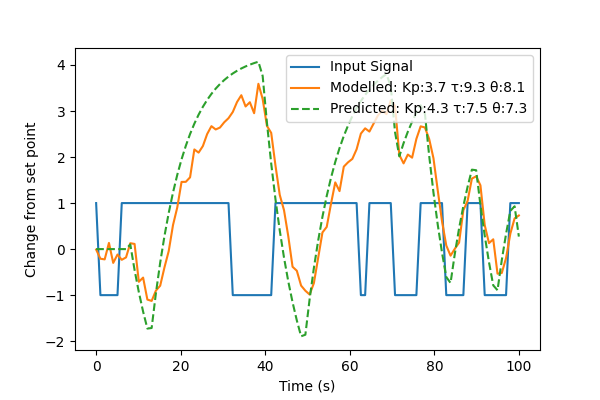 Input Signal
Modelled: Kp:3.7 τ:9.3 θ:8.1
Predicted: Kp:4.3 τ:7.5 θ:7.3
Change from set point
4
3
2
1
0
−1
−2
0 20 40 60 80 100
Time (s)